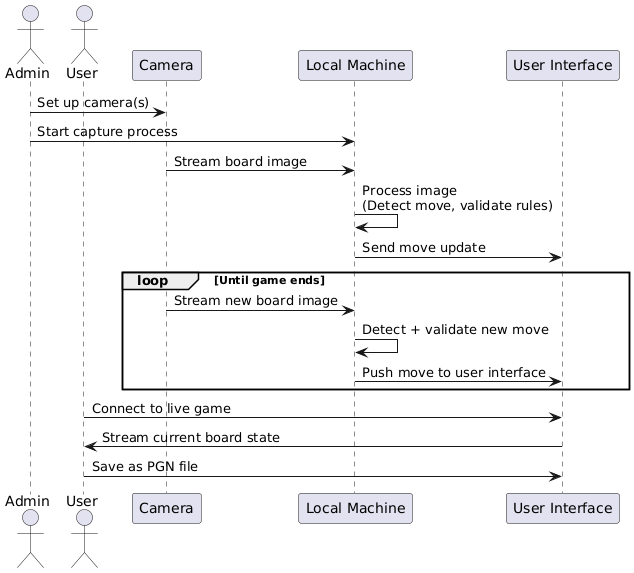 Admin
User
Camera
Local Machine
User Interface
Set up camera(s)
Start capture process
Stream board image
Process image
(Detect move, validate rules)
Send move update
loop
[Until game ends]
Stream new board image
Detect + validate new move
Push move to user interface
Connect to live game
Stream current board state
Save as PGN file
Admin
User
Camera
Local Machine
User Interface